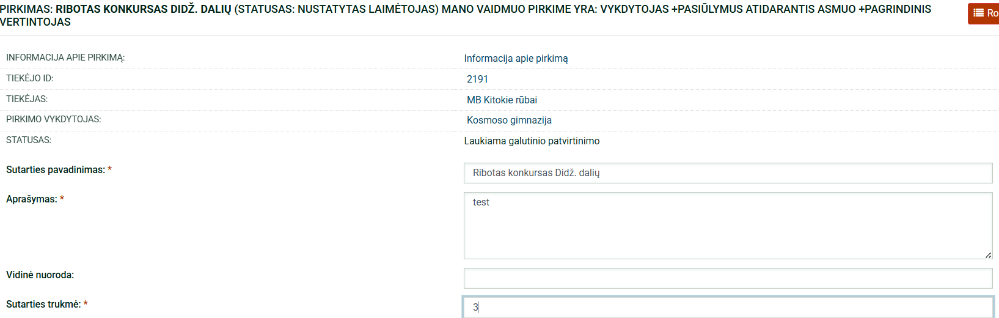 PIRKIMAS: RIBOTAS KONKURSAS DIDŽ. DALIŲ (STATUSAS: NUSTATYTAS LAIMĖTOJAS) MANO VAIDMUO PIRKIME YRA: VYKDYTOJAS +PASIŪLYMUS ATIDARANTIS ASMUO +PAGRINDINIS
VERTINTOJAS
Ro
INFORMACIJA APIE PIRKIMĄ: Informacija apie pirkimą
TIEKĖJO ID: 2191
TIEKĖJAS: MB Kitokie rūbai
PIRKIMO VYKDYTOJAS: Kosmoso gimnazija
STATUSAS: Laukiama galutinio patvirtinimo
Sutarties pavadinimas: * Ribotas konkursas Didž. dalių
Aprašymas: * test
Vidinė nuoroda:
Sutarties trukmė: * 3